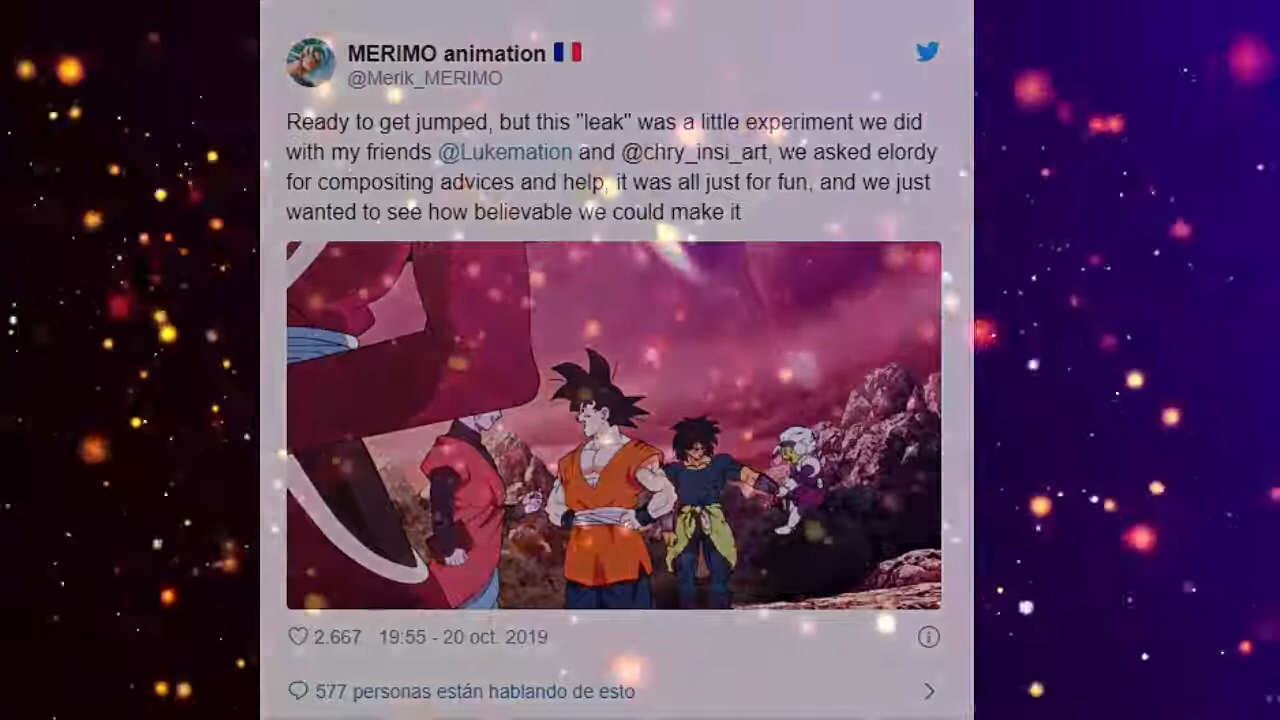 MERIMO animation
@Merik_MERIMO
Ready to get jumped, but this "leak" was a little experiment we did
with my friends @Lukemation and @chry_insi_art, we asked elordy
for compositing advices and help, it was all just for fun, and we just
wanted to see how believable we could make it
2.667 19:55 - 20 oct. 2019
577 personas están hablando de esto